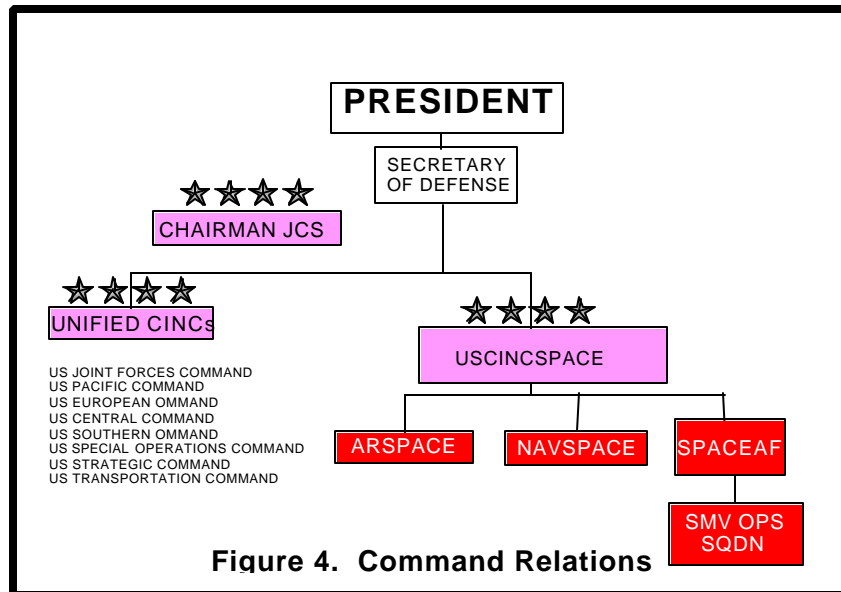 PRESIDENT
SECRETARY
OF DEFENSE
CHAIRMAN JCS
UNIFIED CINCs
USCINCSPACE
US JOINT FORCES COMMAND
US PACIFIC COMMAND
US EUROPEAN OMMAND
US CENTRAL COMMAND
US SOUTHERN OMMAND
US SPECIAL OPERATIONS COMMAND
US STRATEGIC COMMAND
US TRANSPORTATION COMMAND
ARSPACE
NAVSPACE
SPACEAF
SMV OPS
SQDN
Figure 4. Command Relations